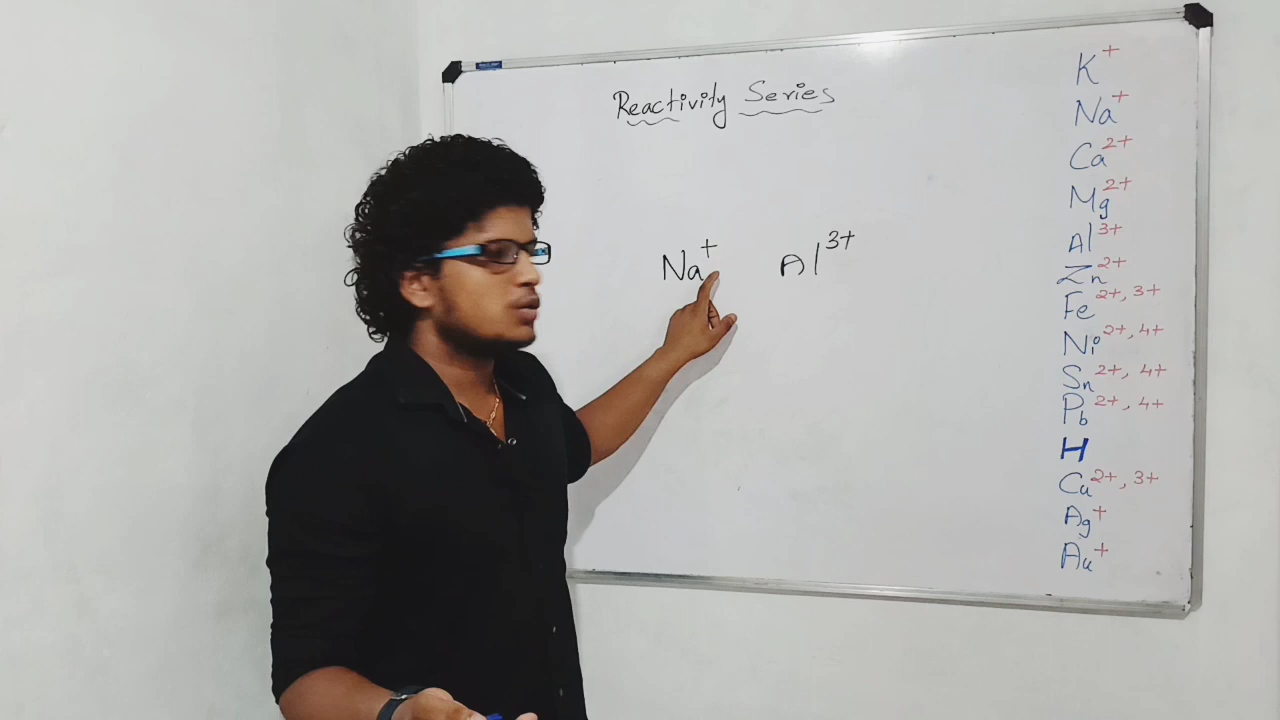 Reactivity Series
Na⁺ Al³⁺
K⁺
Na⁺
Ca²⁺
Mg²⁺
Al³⁺
Zn²⁺
Fe²⁺,³⁺
Ni²⁺,⁴⁺
Sn²⁺,⁴⁺
Pb²⁺,⁴⁺
H
Cu²⁺,³⁺
Ag⁺
Au⁺